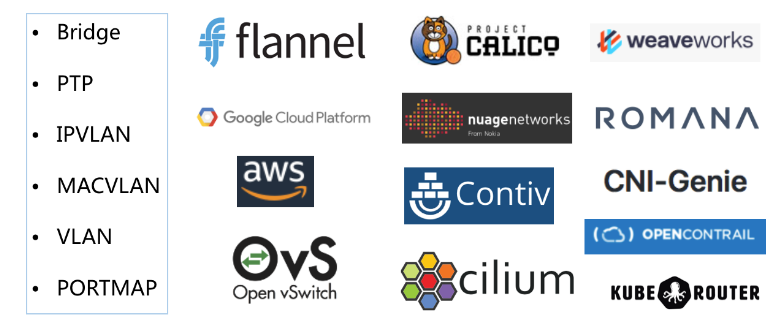 • Bridge
• PTP
• IPVLAN
• MACVLAN
• VLAN
• PORTMAP
flannel
PROJECT
CALICO
weaveworks
Google Cloud Platform
nuagenetworks
From Nokia
ROMANA
aws
Contiv
CNI-Genie
OPENCONTRAIL
OvS
Open vSwitch
cilium
KUBE ROUTER